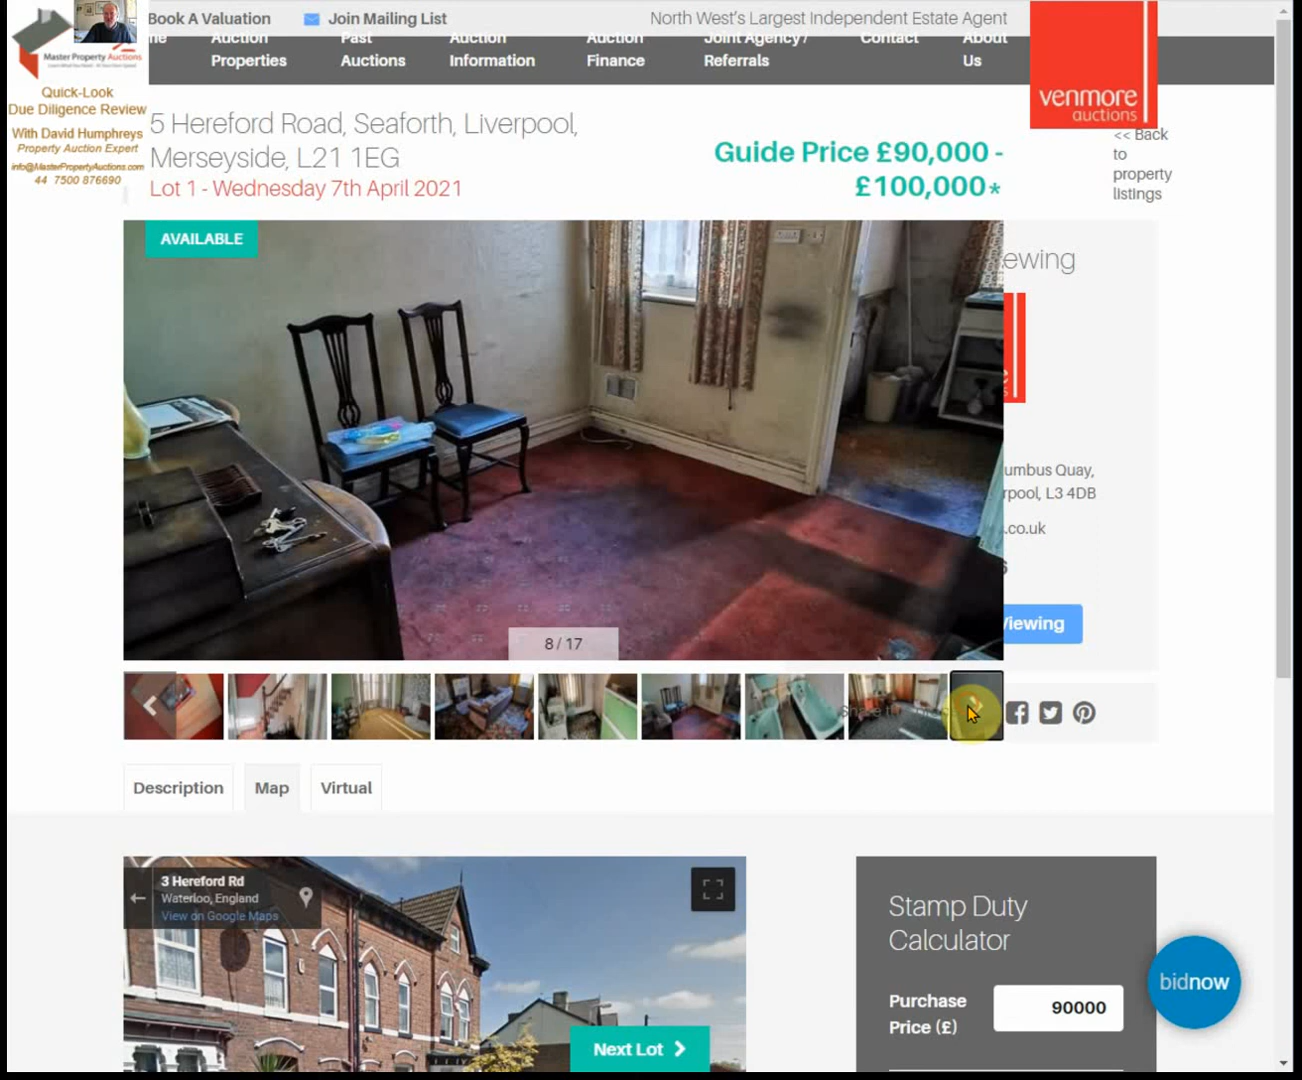 Book A Valuation
Join Mailing List
North West's Largest Independent Estate Agent
Auction
Properties
Past
Auctions
Auction
Information
Auction
Finance
Joint Agency /
Referrals
Contact
About
Us
venmore
auctions
Master Property Auctions
Quick-Look
Due Diligence Review
With David Humphreys
Property Auction Expert
info@MasterPropertyAuctions.com
44 7500 876690
5 Hereford Road, Seaforth, Liverpool,
Merseyside, L21 1EG
Lot 1 - Wednesday 7th April 2021
Guide Price £90,000 -
£100,000*
<< Back
to
property
listings
AVAILABLE
ewing
umbus Quay,
rpool, L3 4DB
.co.uk
Viewing
8 / 17
Description
Map
Virtual
3 Hereford Rd
Waterloo, England
View on Google Maps
Next Lot
Stamp Duty
Calculator
Purchase
Price (£)
90000
bidnow